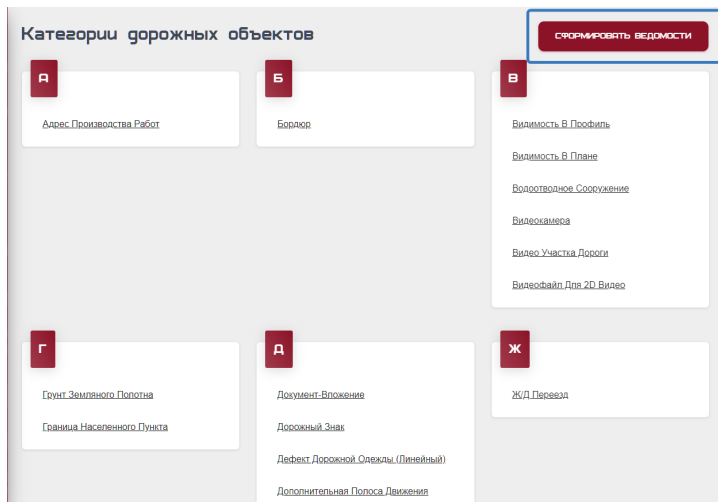 Категории дорожных объектов
СФОРМИРОВАТЬ ВЕДОМОСТИ
А
Адрес Производства Работ
Б
Бордюр
В
Видимость В Профиль
Видимость В Плане
Водоотводное Сооружение
Видеокамера
Видео Участка Дороги
Видеофайл Для 2D Видео
Г
Грунт Земляного Полотна
Граница Населенного Пункта
Д
Документ-Вложение
Дорожный Знак
Дефект Дорожной Одежды (Линейный)
Дополнительная Полоса Движения
Ж
Ж/Д Переезд